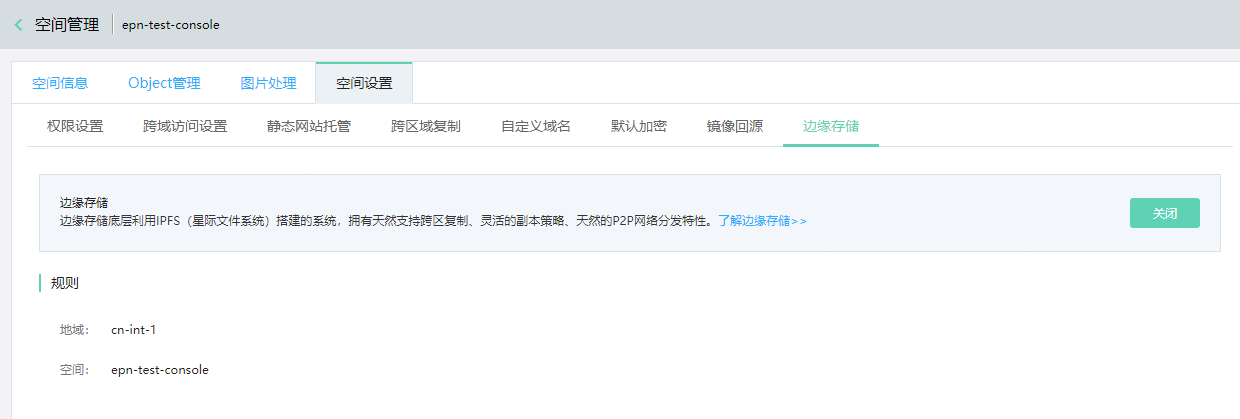 空间管理 epn-test-console
空间信息 Object管理 图片处理 空间设置
权限设置 跨域访问设置 静态网站托管 跨区域复制 自定义域名 默认加密 镜像回源 边缘存储
边缘存储
边缘存储底层利用IPFS（星际文件系统）搭建的系统，拥有天然支持跨区复制、灵活的副本策略、天然的P2P网络分发特性。了解边缘存储>>
关闭
规则
地域： cn-int-1
空间： epn-test-console